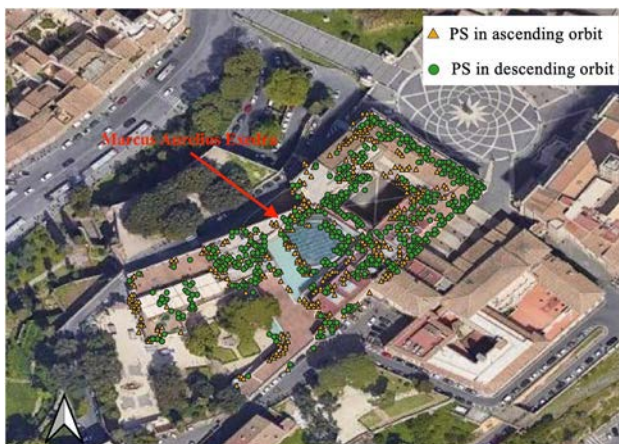 PS in ascending orbit
PS in descending orbit
Marcus Aurelius Exedra